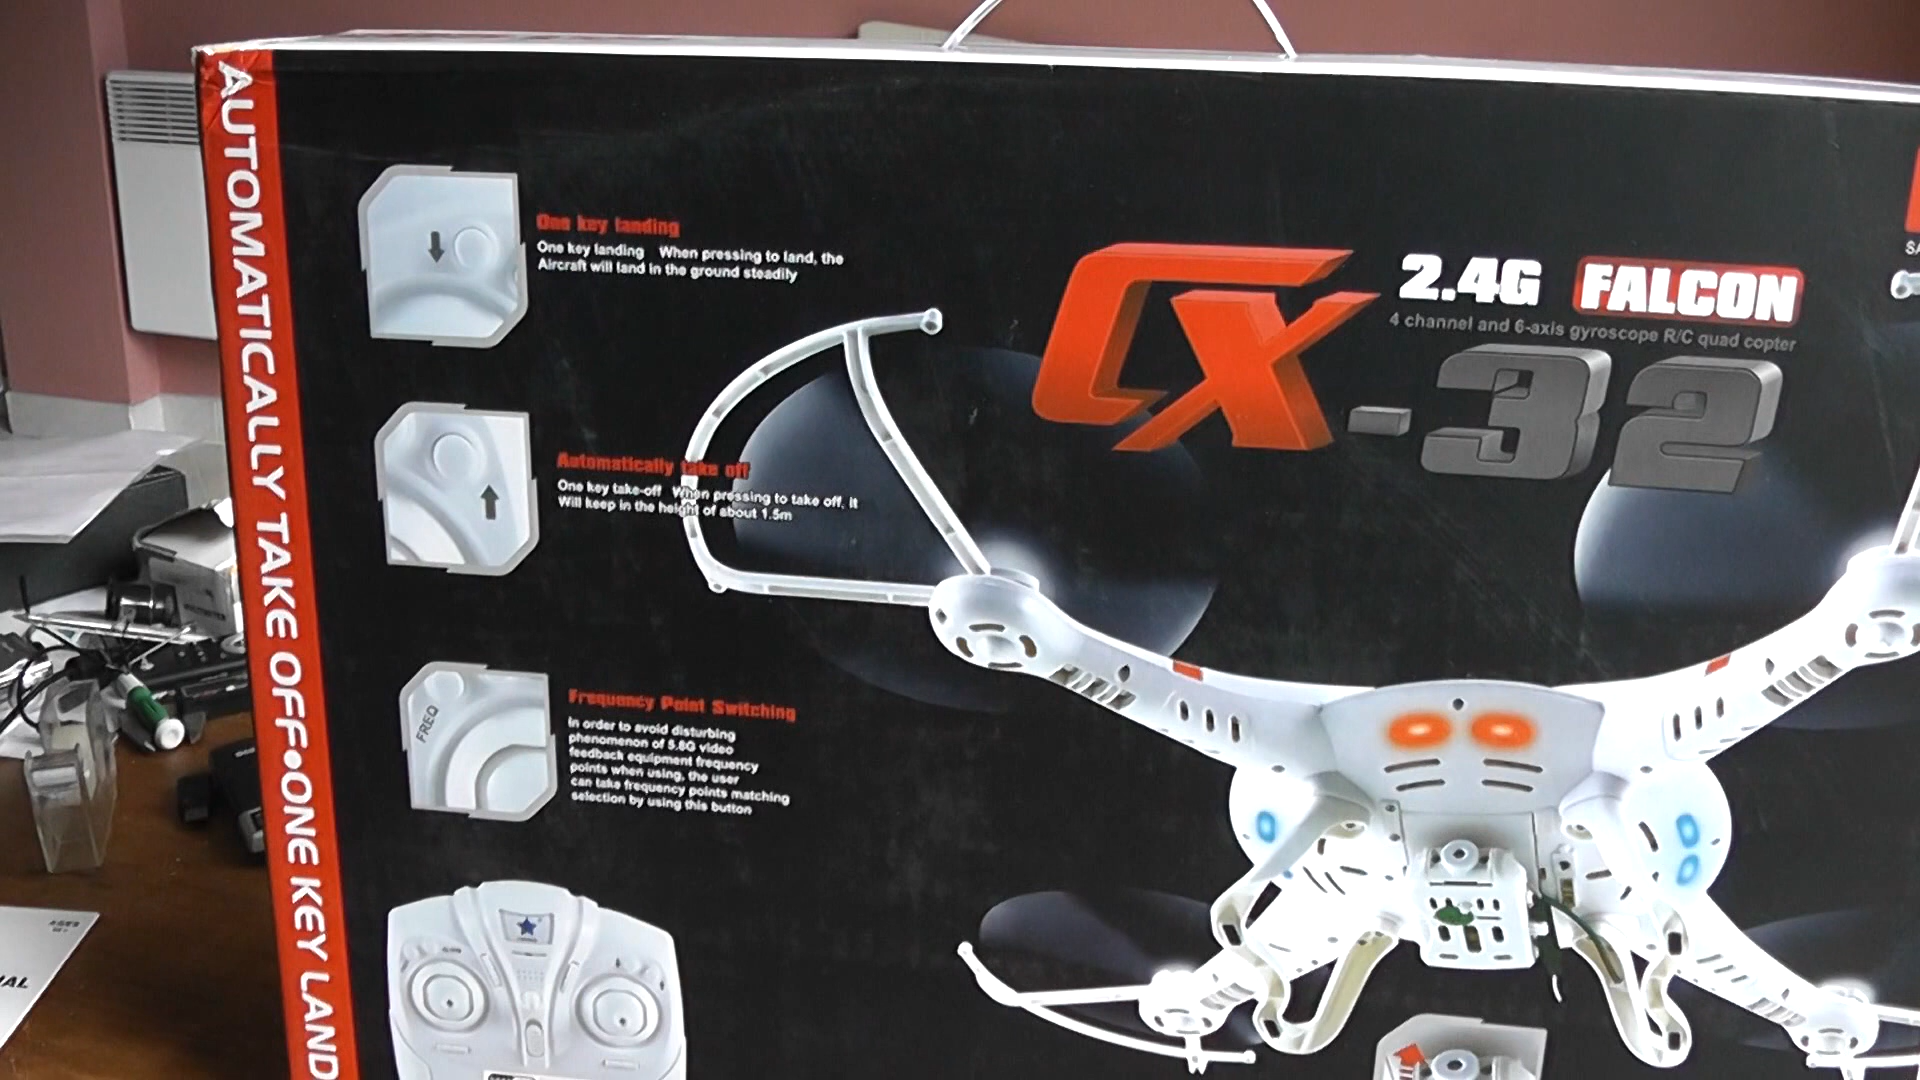 AUTOMATICALLY TAKE OFF●ONE KEY LAND
One key landing
One key landing When pressing to land, the
Aircraft will land in the ground steadily
CX-32
2.4G FALCON
4 channel and 6-axis gyroscope R/C quad copter
Automatically take off
One key take-off When pressing to take off, it
Will keep in the height of about 1.5m
FREQ
Frequency Point Switching
In order to avoid disturbing
phenomenon of 5.8G video
feedback equipment frequency
points when using, the user
can take frequency points matching
selection by using this button